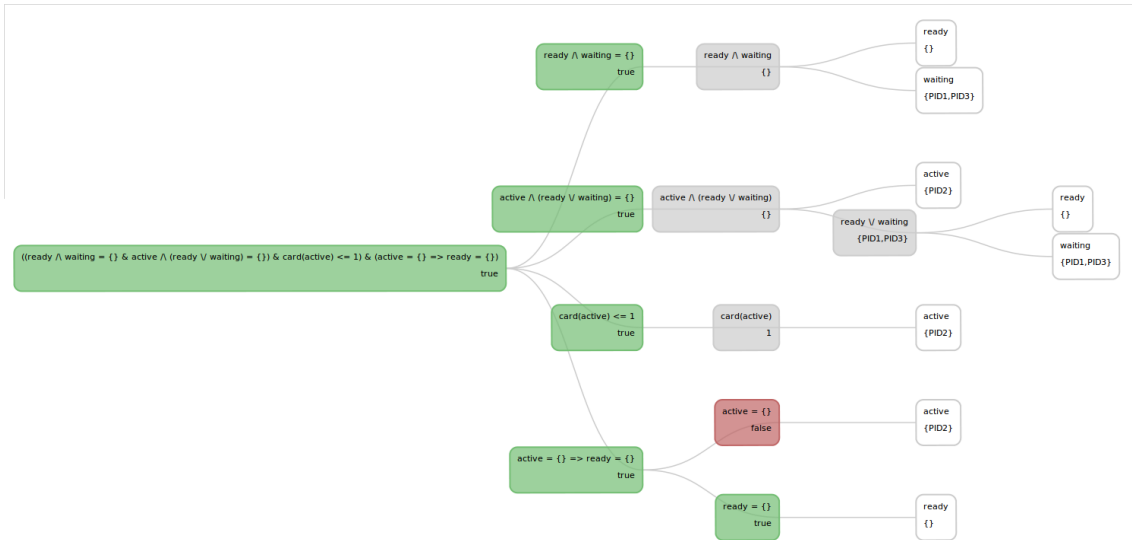 ready /\ waiting = {}
true
ready /\ waiting
{}
ready
{}
waiting
{PID1,PID3}
active /\ (ready \/ waiting) = {}
true
active /\ (ready \/ waiting)
{}
active
{PID2}
ready \/ waiting
{PID1,PID3}
ready
{}
waiting
{PID1,PID3}
((ready /\ waiting = {} & active /\ (ready \/ waiting) = {}) & card(active) <= 1) & (active = {} => ready = {})
true
card(active) <= 1
true
card(active)
1
active
{PID2}
active = {} => ready = {}
true
active = {}
false
active
{PID2}
ready = {}
true
ready
{}